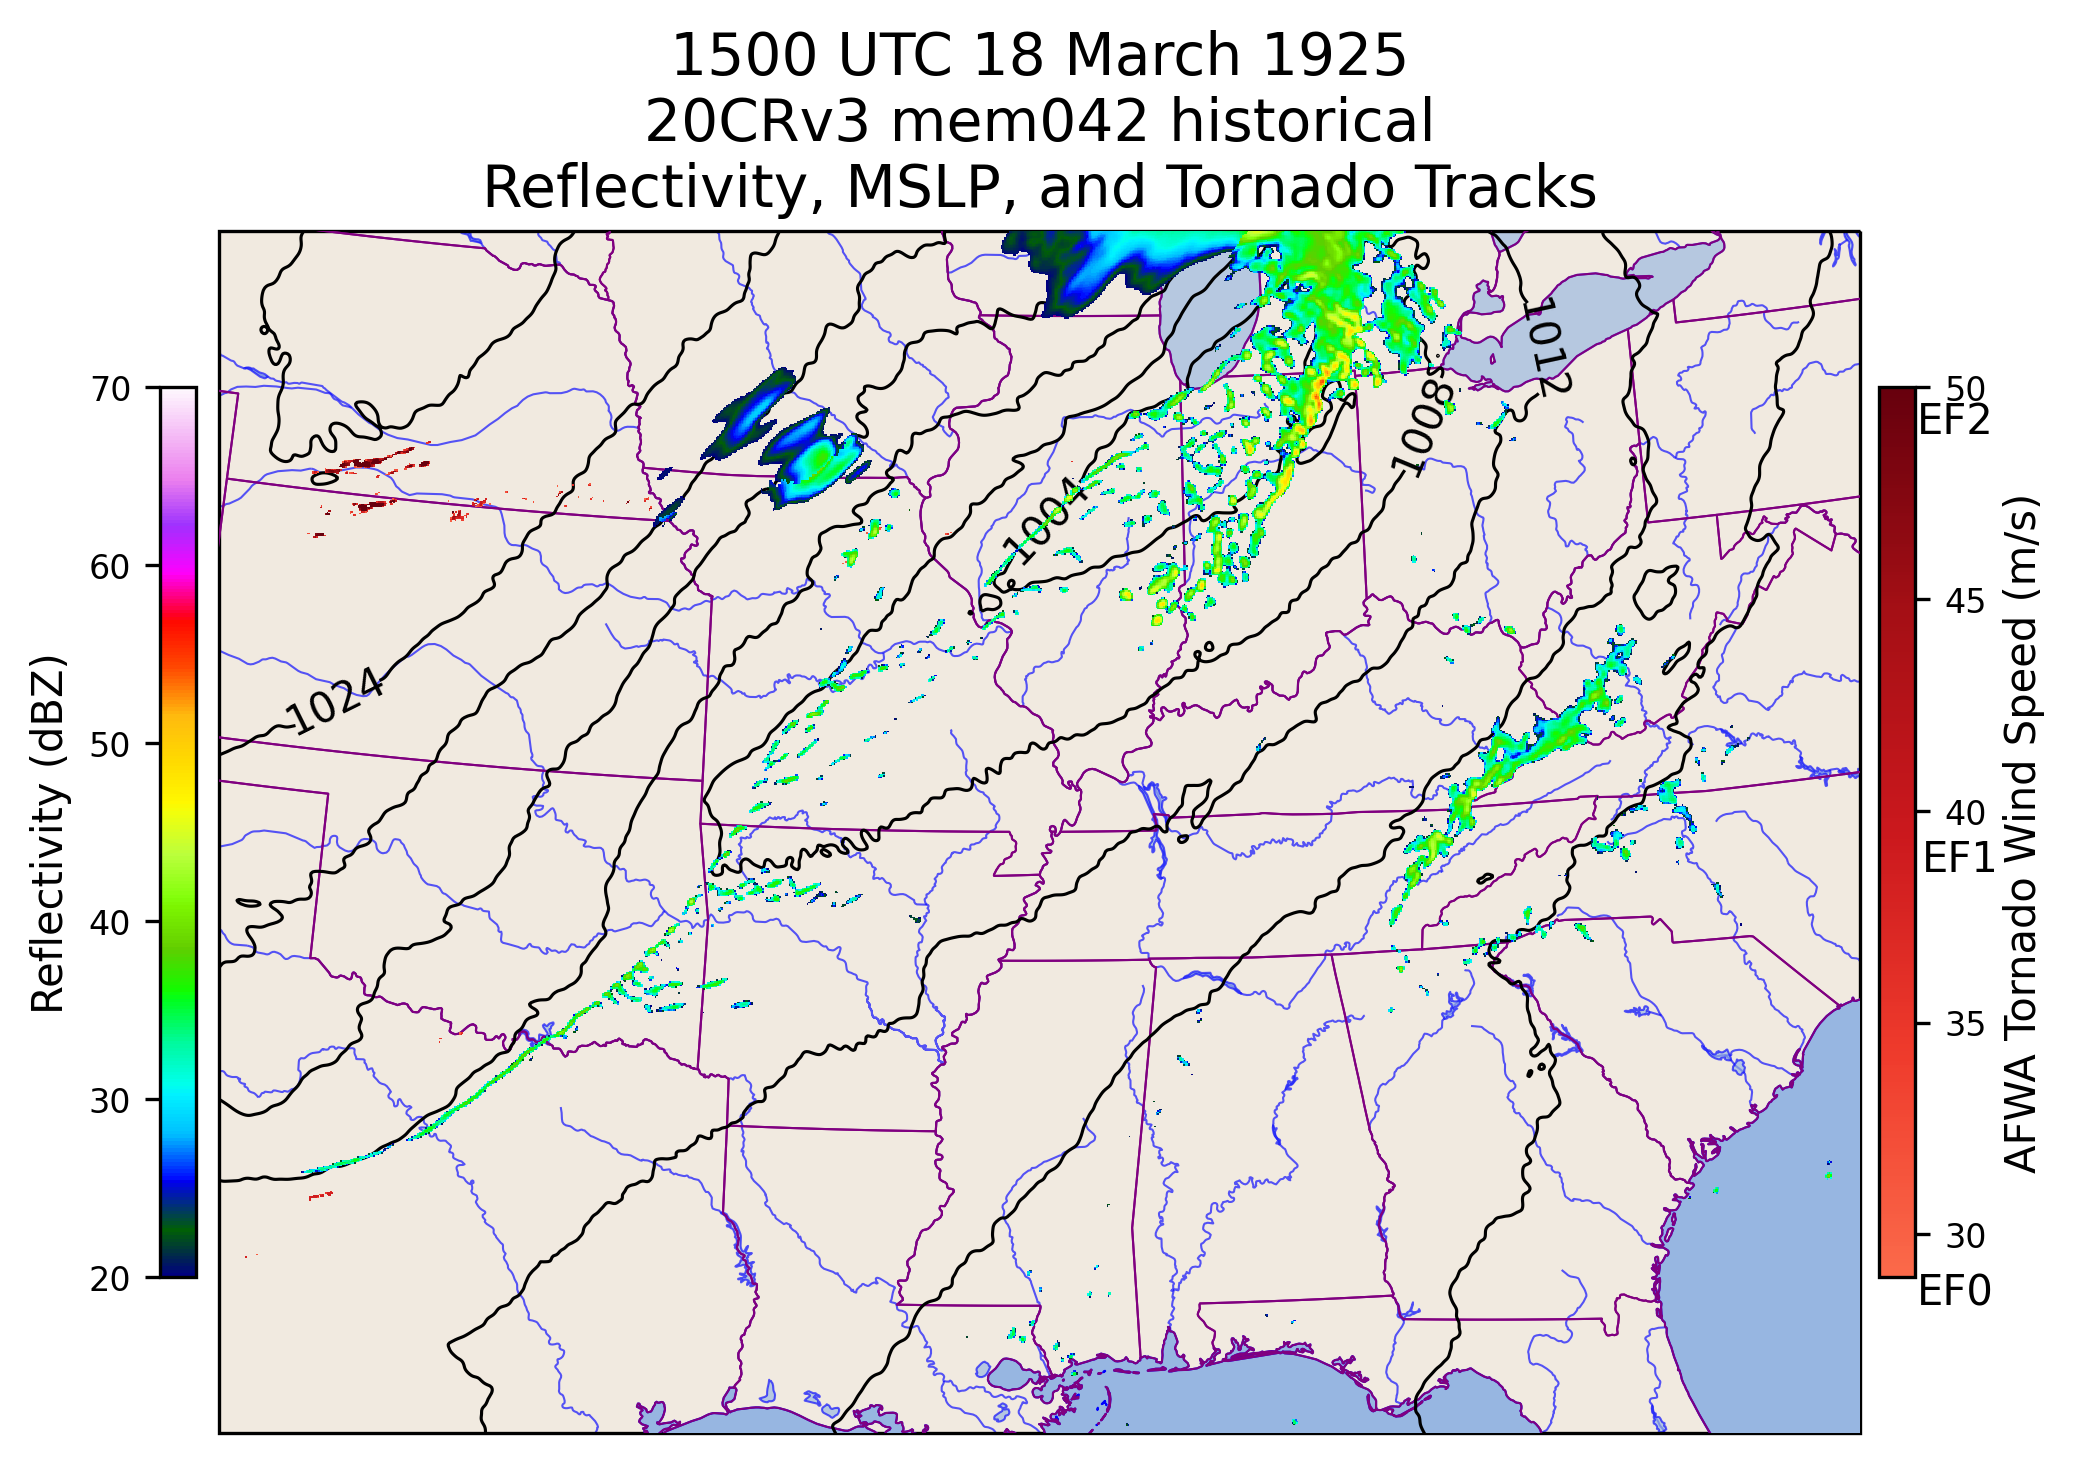 1500 UTC 18 March 1925
20CRv3 mem042 historical
Reflectivity, MSLP, and Tornado Tracks
70
60
50
40
30
20
Reflectivity (dBZ)
1012
1008
1004
1024
50
EF2
45
40
EF1
35
30
EF0
AFWA Tornado Wind Speed (m/s)